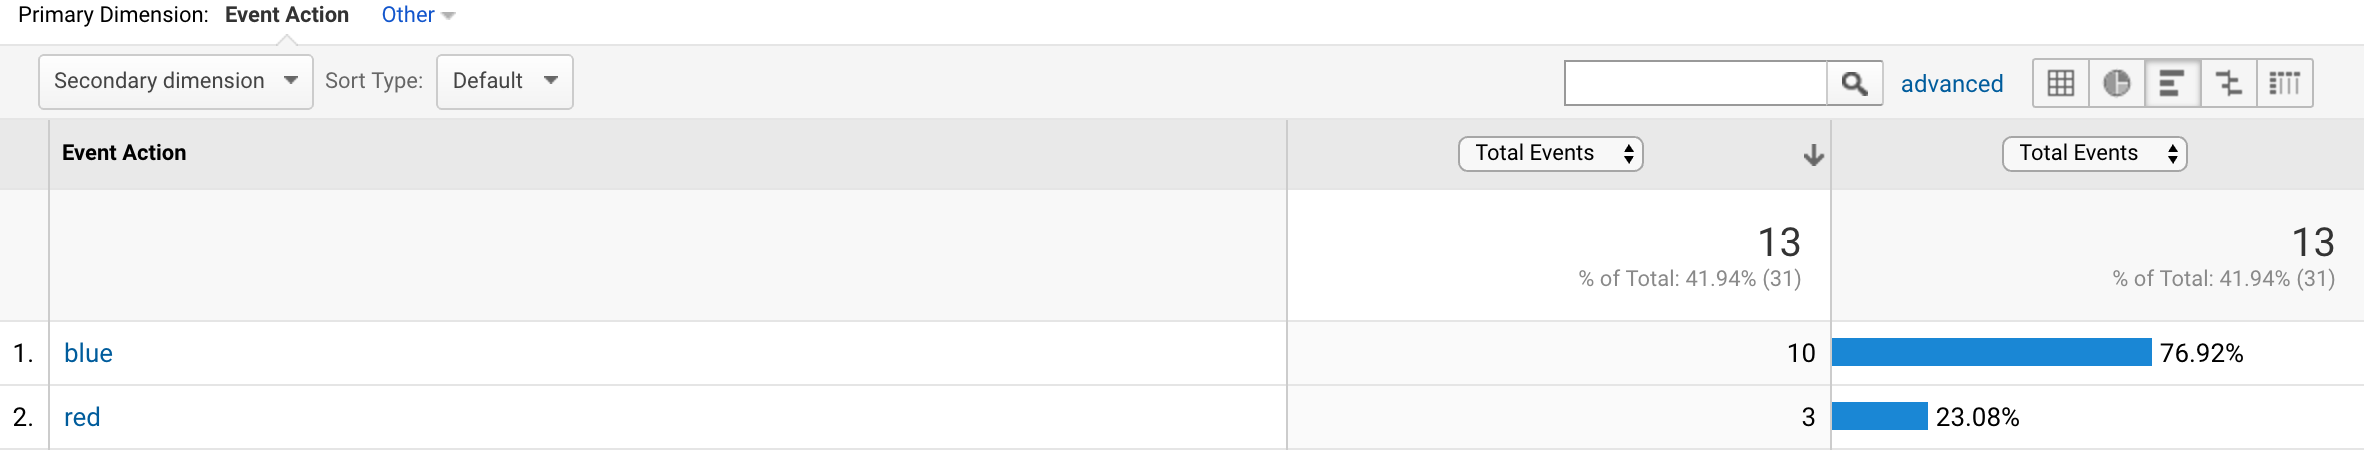 Primary Dimension: Event Action Other
Secondary dimension Sort Type: Default advanced
Event Action Total Events Total Events
13 13
% of Total: 41.94% (31) % of Total: 41.94% (31)
1. blue 10 76.92%
2. red 3 23.08%